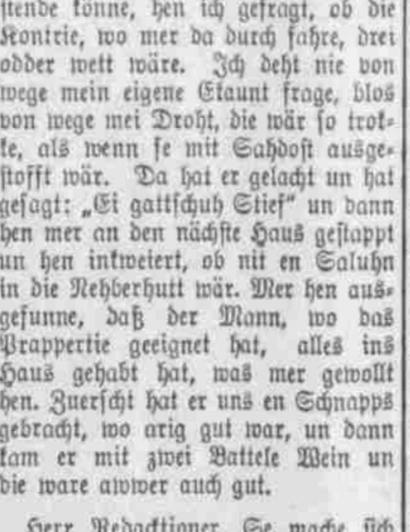 stende könne, hen ich gefragt, ob die
Kontrie, wo mer da durch fahre, drei
odder wett wäre. Ich deht nie von
wege mein eigene Etaunt frage, blos
von wege mei Droht, die wär so trok-
ke, als wenn se mit Sahdost ausge-
stofft wär. Da hat er gelacht un hat
gesagt: „Ei gattschuh Stief" un dann
hen mer an den nächste Haus gestappt
un hen inkweiert, ob nit en Saluhn
in die Nehberhutt wär. Mer hen aus-
gefunne, daß der Mann, wo das
Prappertie geeignet hat, alles ins
Haus gehabt hat, was mer gewollt
hen. Zuerscht hat er uns en Schnapps
gebracht, wo arig gut war, un dann
kam er mit zwei Battele Wein un
die ware awwer auch gut.
Herr Redacktioner, Se mache sich